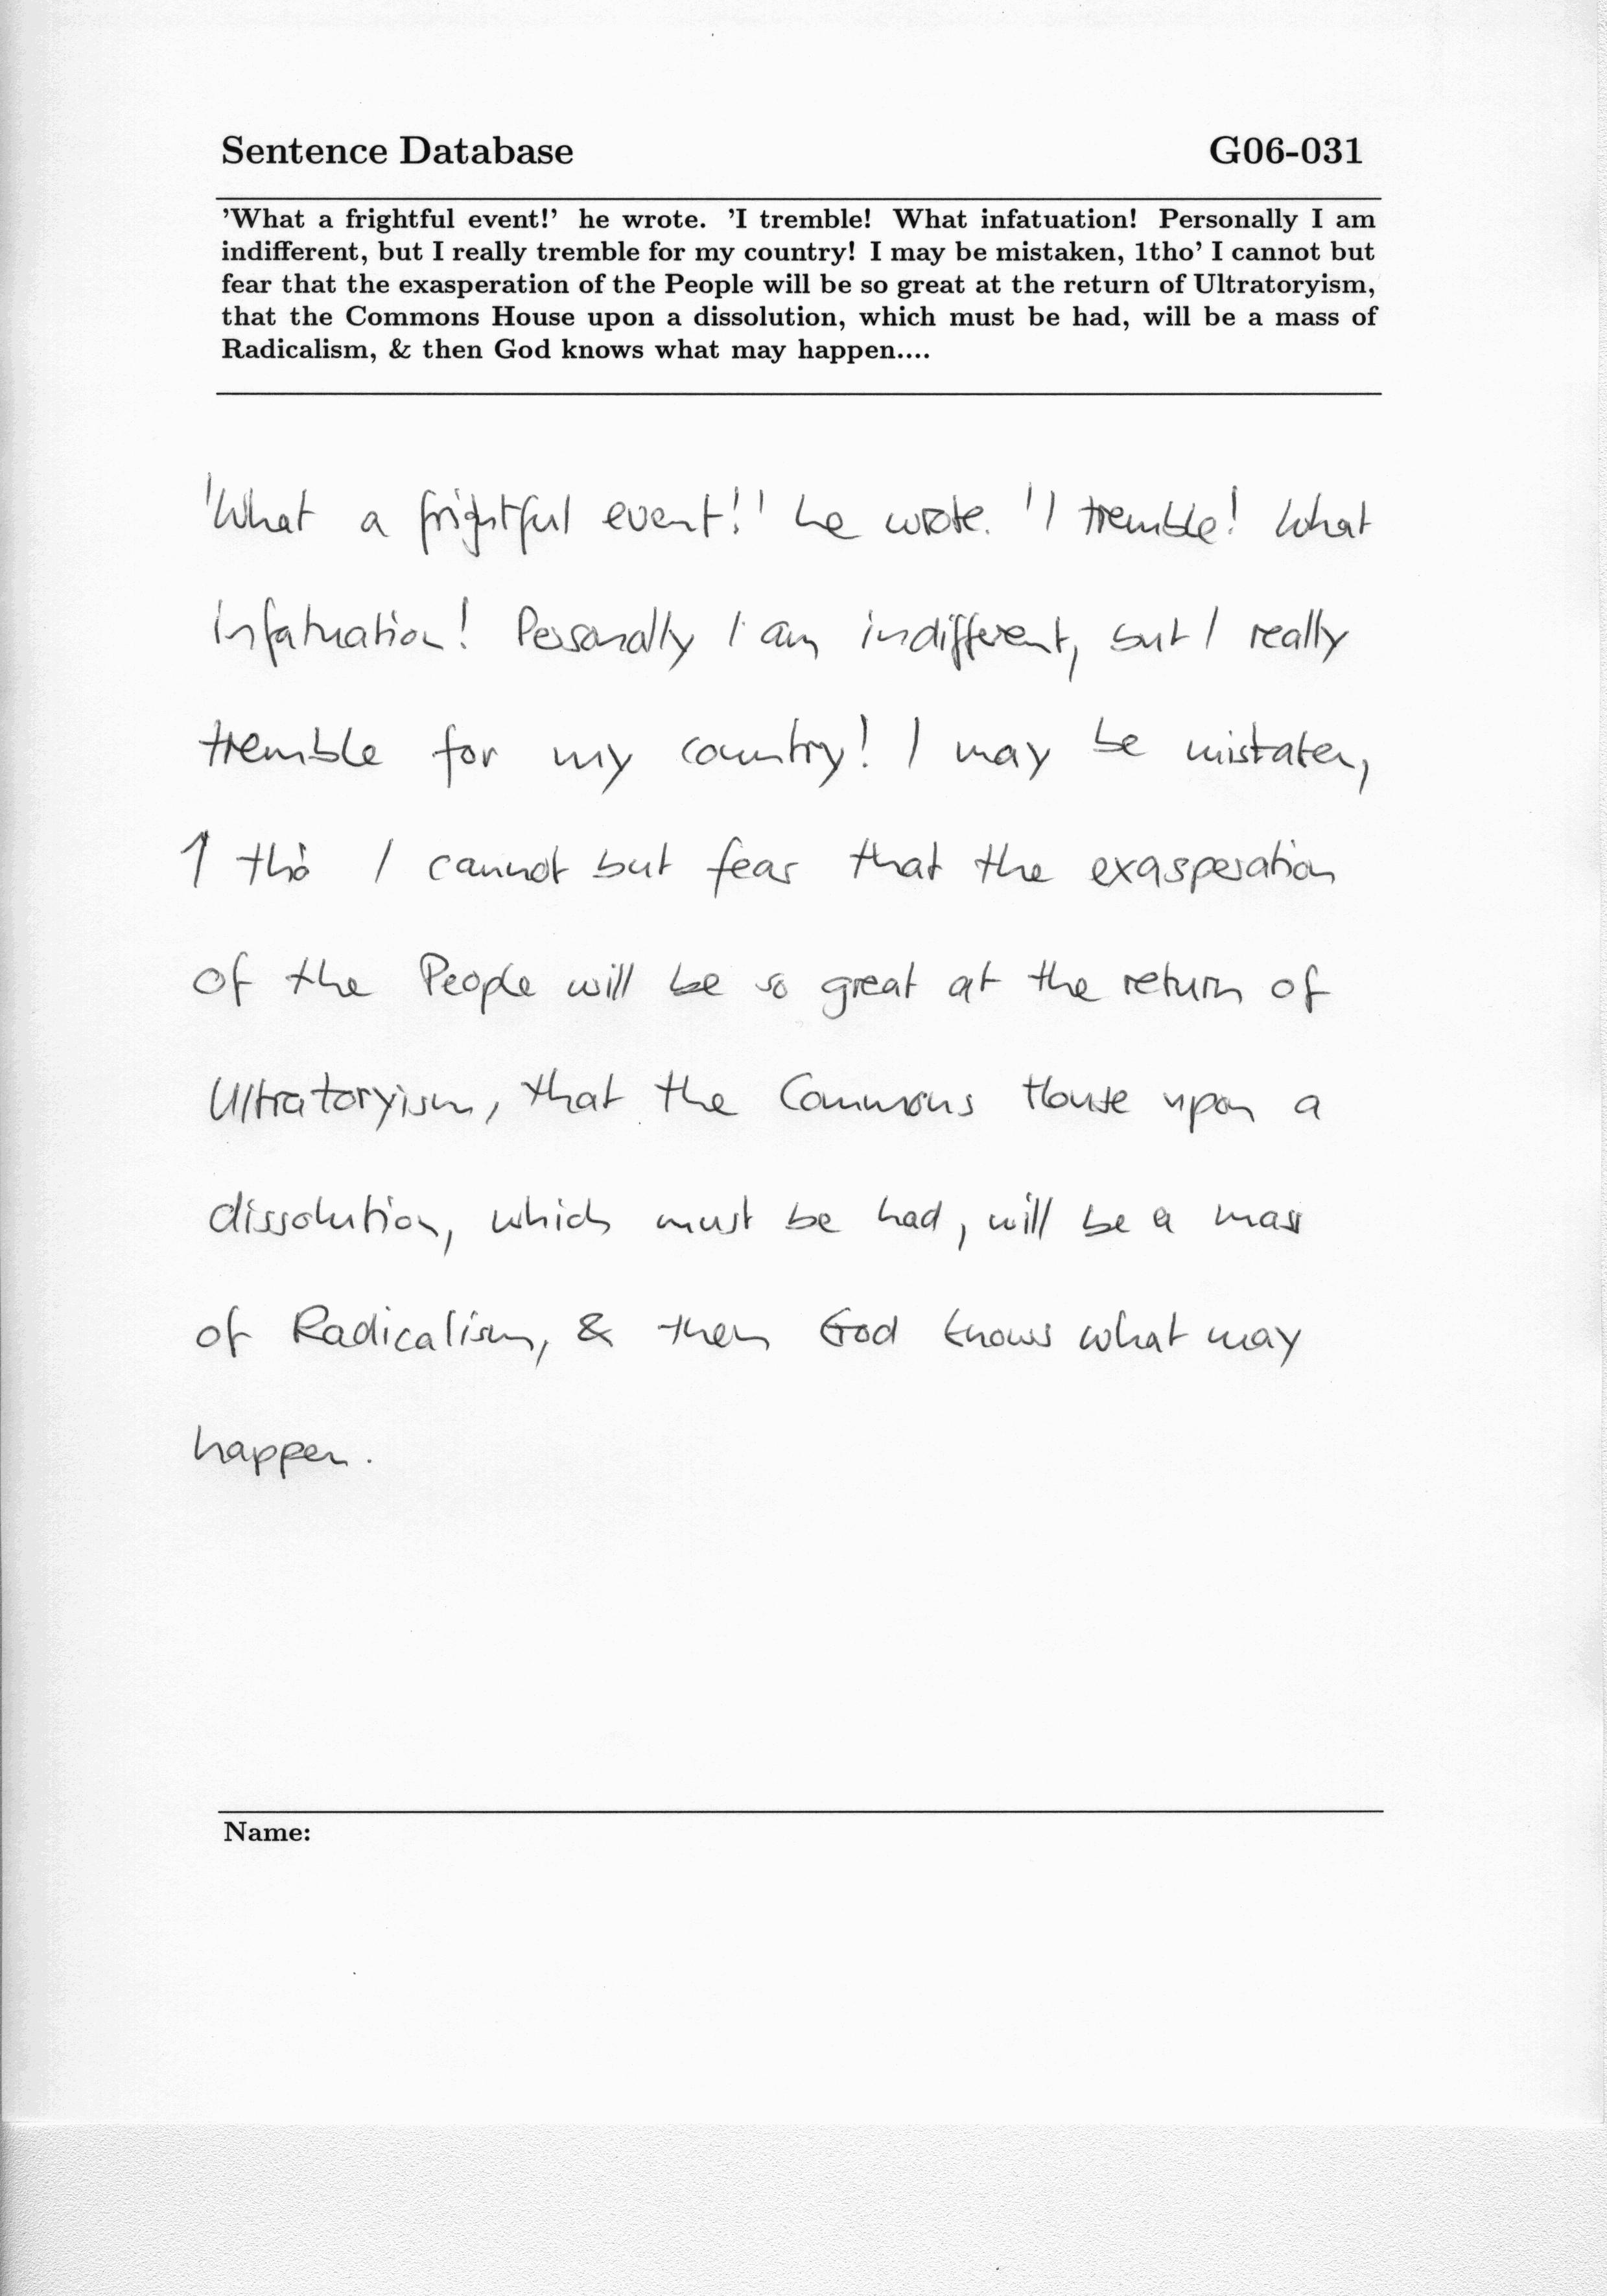 Sentence Database G06-031
'What a frightful event!' he wrote. 'I tremble! What infatuation! Personally I am
indifferent, but I really tremble for my country! I may be mistaken, 1tho' I cannot but
fear that the exasperation of the People will be so great at the return of Ultratoryism,
that the Commons House upon a dissolution, which must be had, will be a mass of
Radicalism, & then God knows what may happen....
'What a frightful event!' he wrote. 'I tremble! What
infatuation! Personally I am indifferent, but I really
tremble for my country! I may be mistaken,
1 tho' I cannot but fear that the exasperation
of the People will be so great at the return of
Ultratoryism, that the Commons House upon a
dissolution, which must be had, will be a mass
of Radicalism, & then God knows what may
happen.
Name: